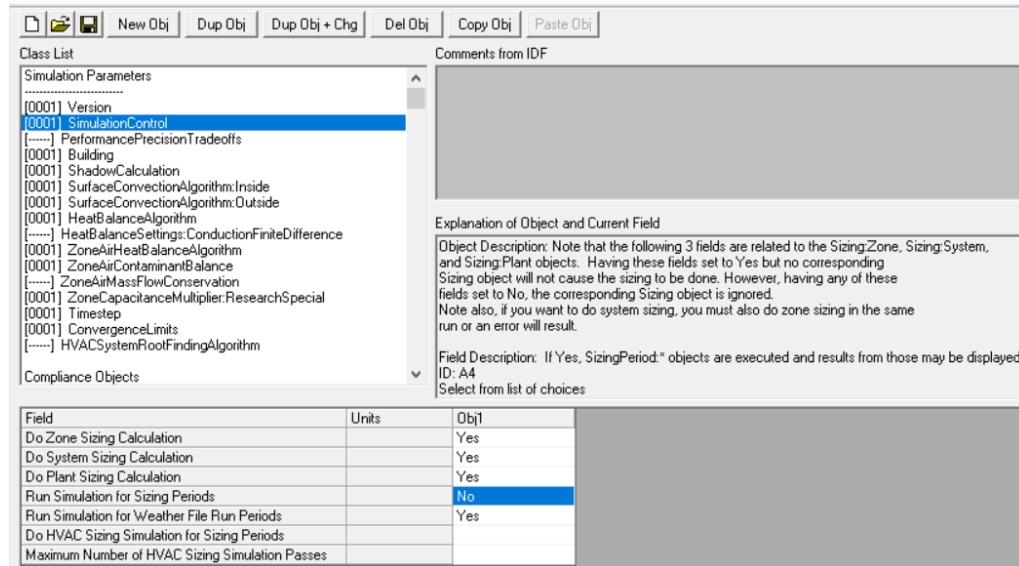 New Obj Dup Obj Dup Obj + Chg Del Obj Copy Obj Paste Obj
Class List
Comments from IDF
Simulation Parameters
---------------------------
[0001] Version
[0001] SimulationControl
[------] PerformancePrecisionTradeoffs
[0001] Building
[0001] ShadowCalculation
[0001] SurfaceConvectionAlgorithm:Inside
[0001] SurfaceConvectionAlgorithm:Outside
[0001] HeatBalanceAlgorithm
[------] HeatBalanceSettings:ConductionFiniteDifference
[0001] ZoneAirHeatBalanceAlgorithm
[0001] ZoneAirContaminantBalance
[------] ZoneAirMassFlowConservation
[0001] ZoneCapacitanceMultiplier:ResearchSpecial
[0001] Timestep
[0001] ConvergenceLimits
[------] HVACSystemRootFindingAlgorithm
Compliance Objects
Explanation of Object and Current Field
Object Description: Note that the following 3 fields are related to the Sizing:Zone, Sizing:System,
and Sizing:Plant objects. Having these fields set to Yes but no corresponding
Sizing object will not cause the sizing to be done. However, having any of these
fields set to No, the corresponding Sizing object is ignored.
Note also, if you want to do system sizing, you must also do zone sizing in the same
run or an error will result.
Field Description: If Yes, SizingPeriod:* objects are executed and results from those may be displayed
ID: A4
Select from list of choices
Field Units Obj1
Do Zone Sizing Calculation Yes
Do System Sizing Calculation Yes
Do Plant Sizing Calculation Yes
Run Simulation for Sizing Periods No
Run Simulation for Weather File Run Periods Yes
Do HVAC Sizing Simulation for Sizing Periods
Maximum Number of HVAC Sizing Simulation Passes